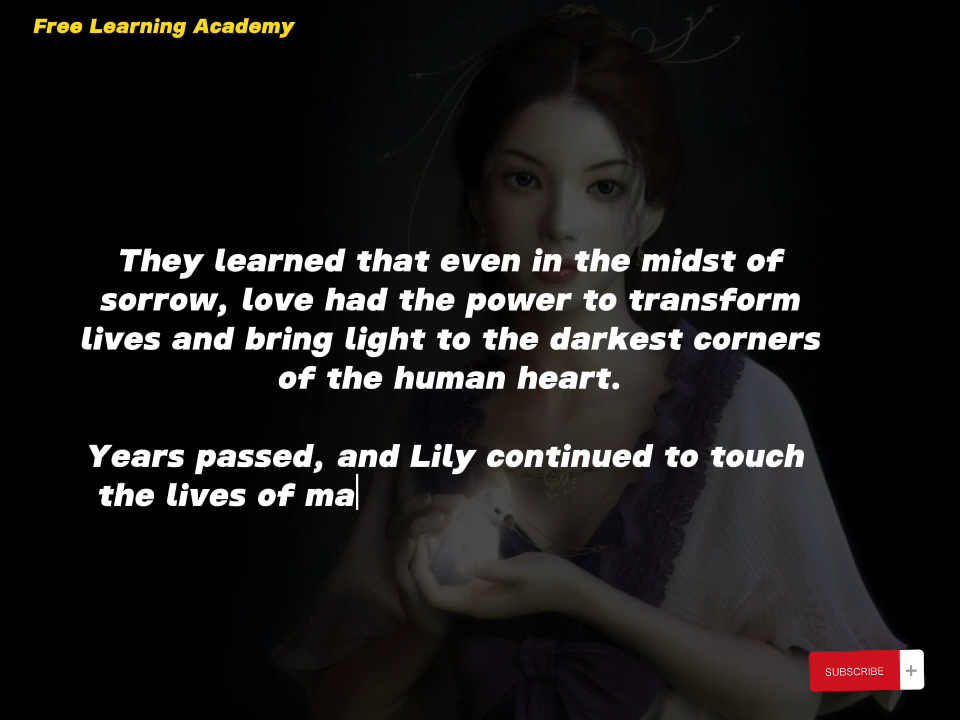 Free Learning Academy
They learned that even in the midst of
sorrow, love had the power to transform
lives and bring light to the darkest corners
of the human heart.
Years passed, and Lily continued to touch
the lives of ma
SUBSCRIBE +